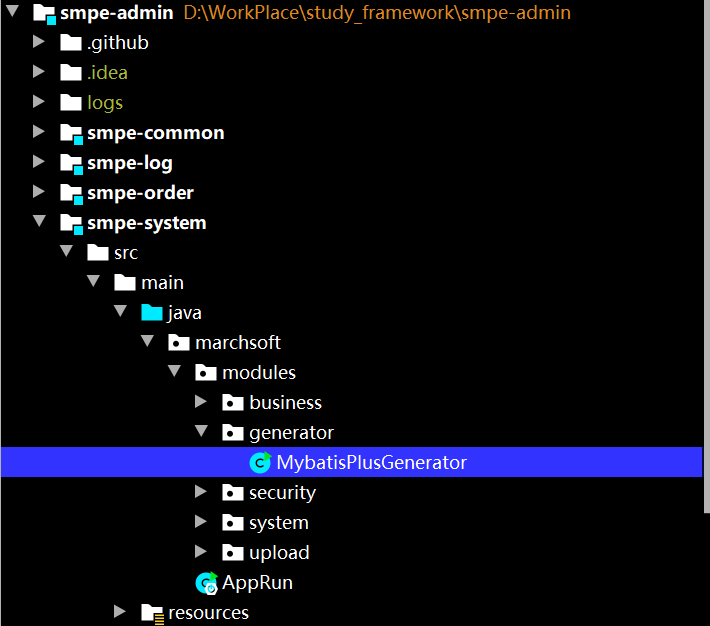 smpe-admin D:\WorkPlace\study_framework\smpe-admin
.github
.idea
logs
smpe-common
smpe-log
smpe-order
smpe-system
src
main
java
marchsoft
modules
business
generator
C MybatisPlusGenerator
security
system
upload
C AppRun
resources